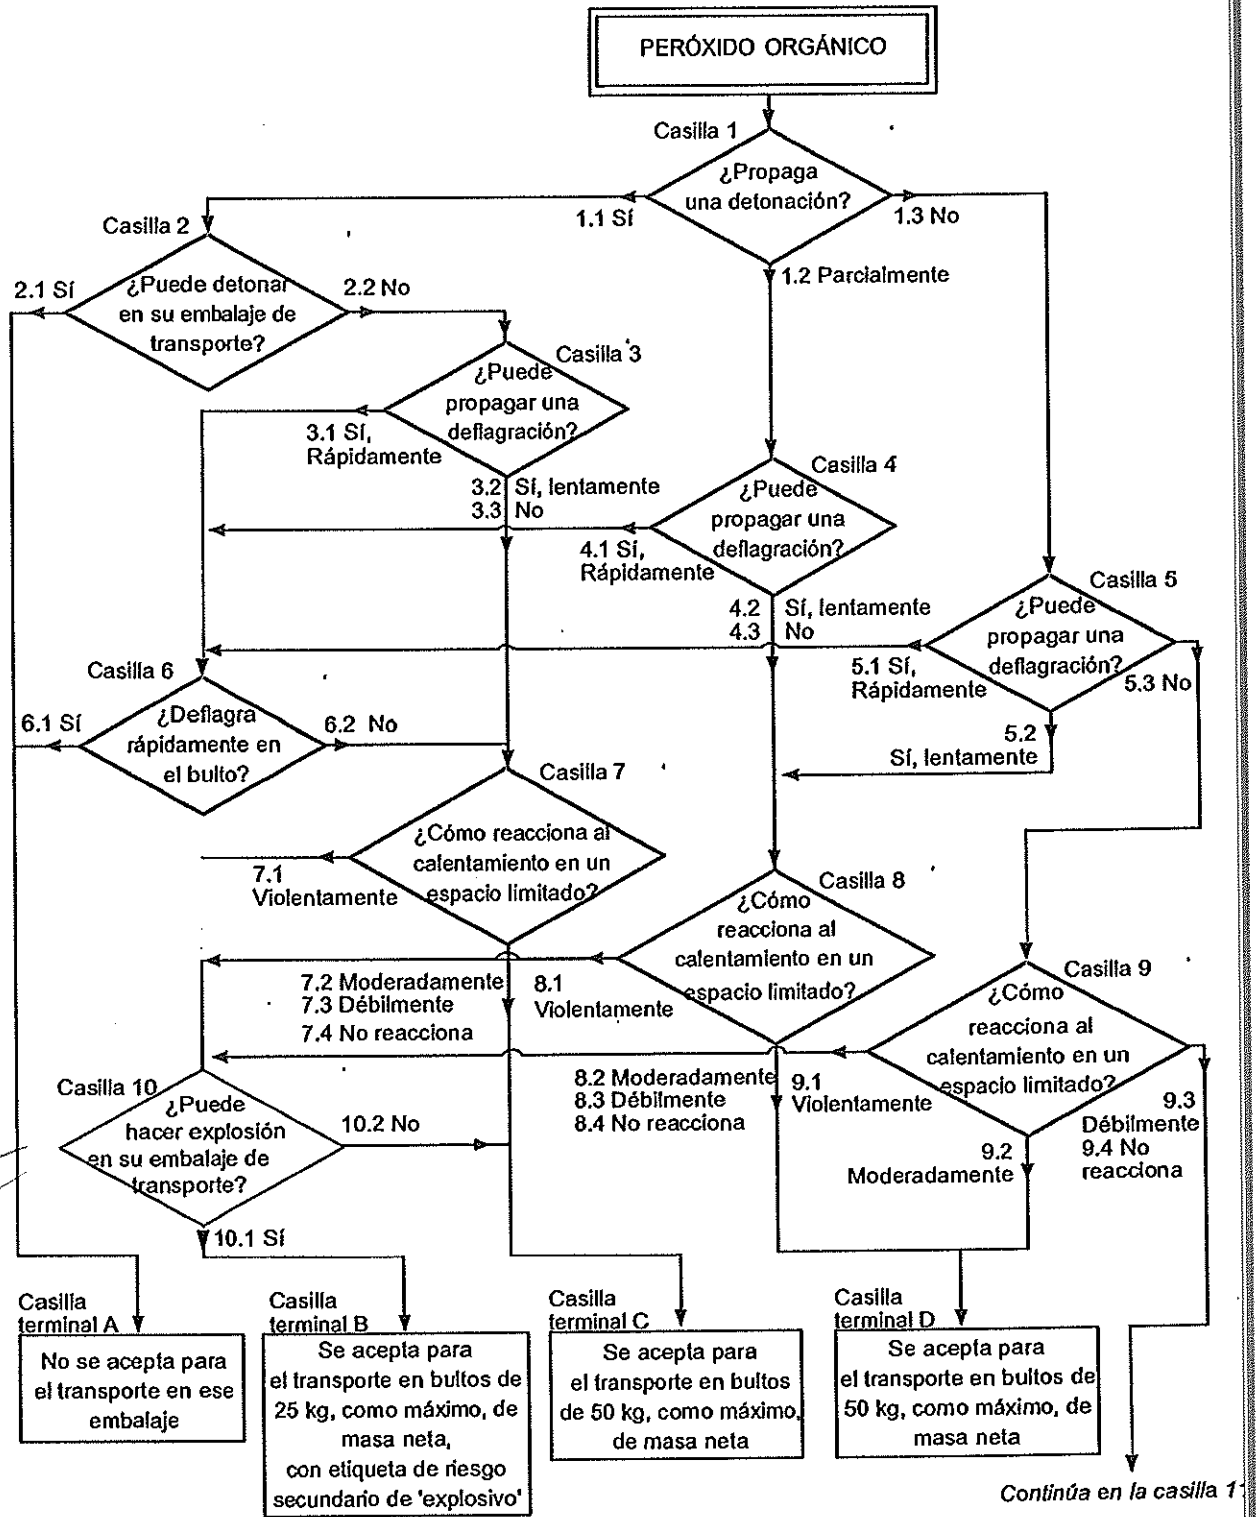 PERÓXIDO ORGÁNICO
Casilla 1
¿Propaga
una detonación?
1.1 Sí
1.3 No
1.2 Parcialmente
Casilla 2
¿Puede detonar
en su embalaje de
transporte?
2.1 Sí
2.2 No
Casilla 3
¿Puede
propagar una
deflagración?
3.1 Sí,
Rápidamente
3.2 Sí, lentamente
3.3 No
Casilla 4
¿Puede
propagar una
deflagración?
4.1 Sí,
Rápidamente
4.2 Sí, lentamente
4.3 No
Casilla 5
¿Puede
propagar una
deflagración?
5.1 Sí,
Rápidamente
5.3 No
5.2
Sí, lentamente
Casilla 6
¿Deflagra
rápidamente en
el bulto?
6.1 Sí
6.2 No
Casilla 7
¿Cómo reacciona al
calentamiento en un
espacio limitado?
7.1
Violentamente
7.2 Moderadamente
7.3 Débilmente
7.4 No reacciona
Casilla 8
¿Cómo
reacciona al
calentamiento en un
espacio limitado?
8.1
Violentamente
8.2 Moderadamente
8.3 Débilmente
8.4 No reacciona
Casilla 9
¿Cómo
reacciona al
calentamiento en un
espacio limitado?
9.1
Violentamente
9.2
Moderadamente
9.3
Débilmente
9.4 No
reacciona
Casilla 10
¿Puede
hacer explosión
en su embalaje de
transporte?
10.2 No
10.1 Sí
Casilla
terminal A
No se acepta para
el transporte en ese
embalaje
Casilla
terminal B
Se acepta para
el transporte en bultos de
25 kg, como máximo, de
masa neta,
con etiqueta de riesgo
secundario de 'explosivo'
Casilla
terminal C
Se acepta para
el transporte en bultos
de 50 kg, como máximo,
de masa neta
Casilla
terminal D
Se acepta para
el transporte en bultos de
50 kg, como máximo, de
masa neta
Continúa en la casilla 11